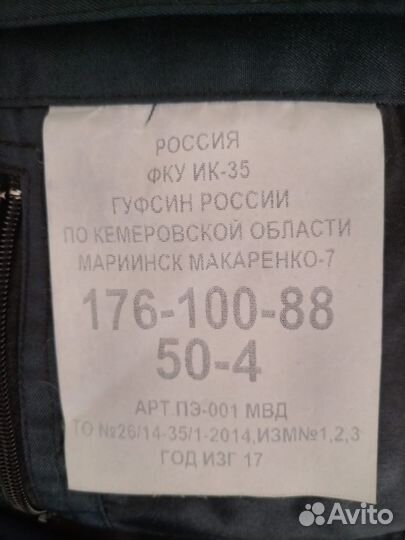 РОССИЯ
ФКУ ИК-35
ГУФСИН РОССИИ
ПО КЕМЕРОВСКОЙ ОБЛАСТИ
МАРИИНСК МАКАРЕНКО-7
176-100-88
50-4
АРТ.ПЭ-001 МВД
ТО №26/14-35/1-2014,ИЗМ№1,2,3
ГОД ИЗГ 17
Avito